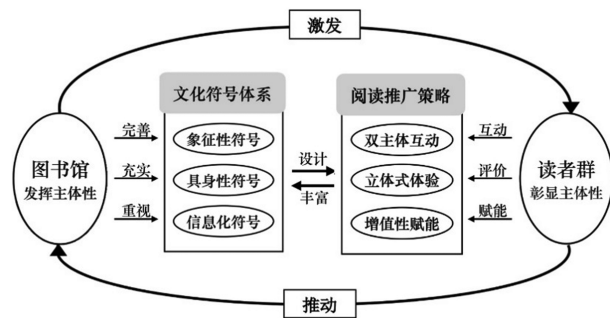 激发
文化符号体系
阅读推广策略
图书馆
发挥主体性
完善
充实
重视
象征性符号
具身性符号
信息化符号
设计
丰富
双主体互动
立体式体验
增值性赋能
互动
评价
赋能
读者群
彰显主体性
推动